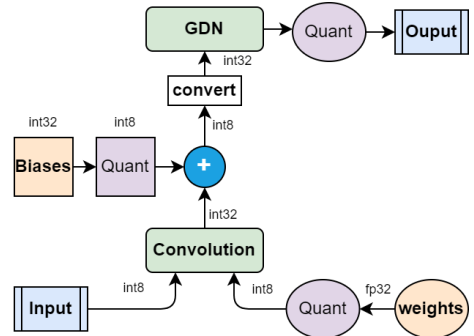 GDN
Quant
Ouput
int32
convert
int8
int32
int8
Biases
Quant
+
int32
Convolution
Input
int8
int8
Quant
fp32
weights